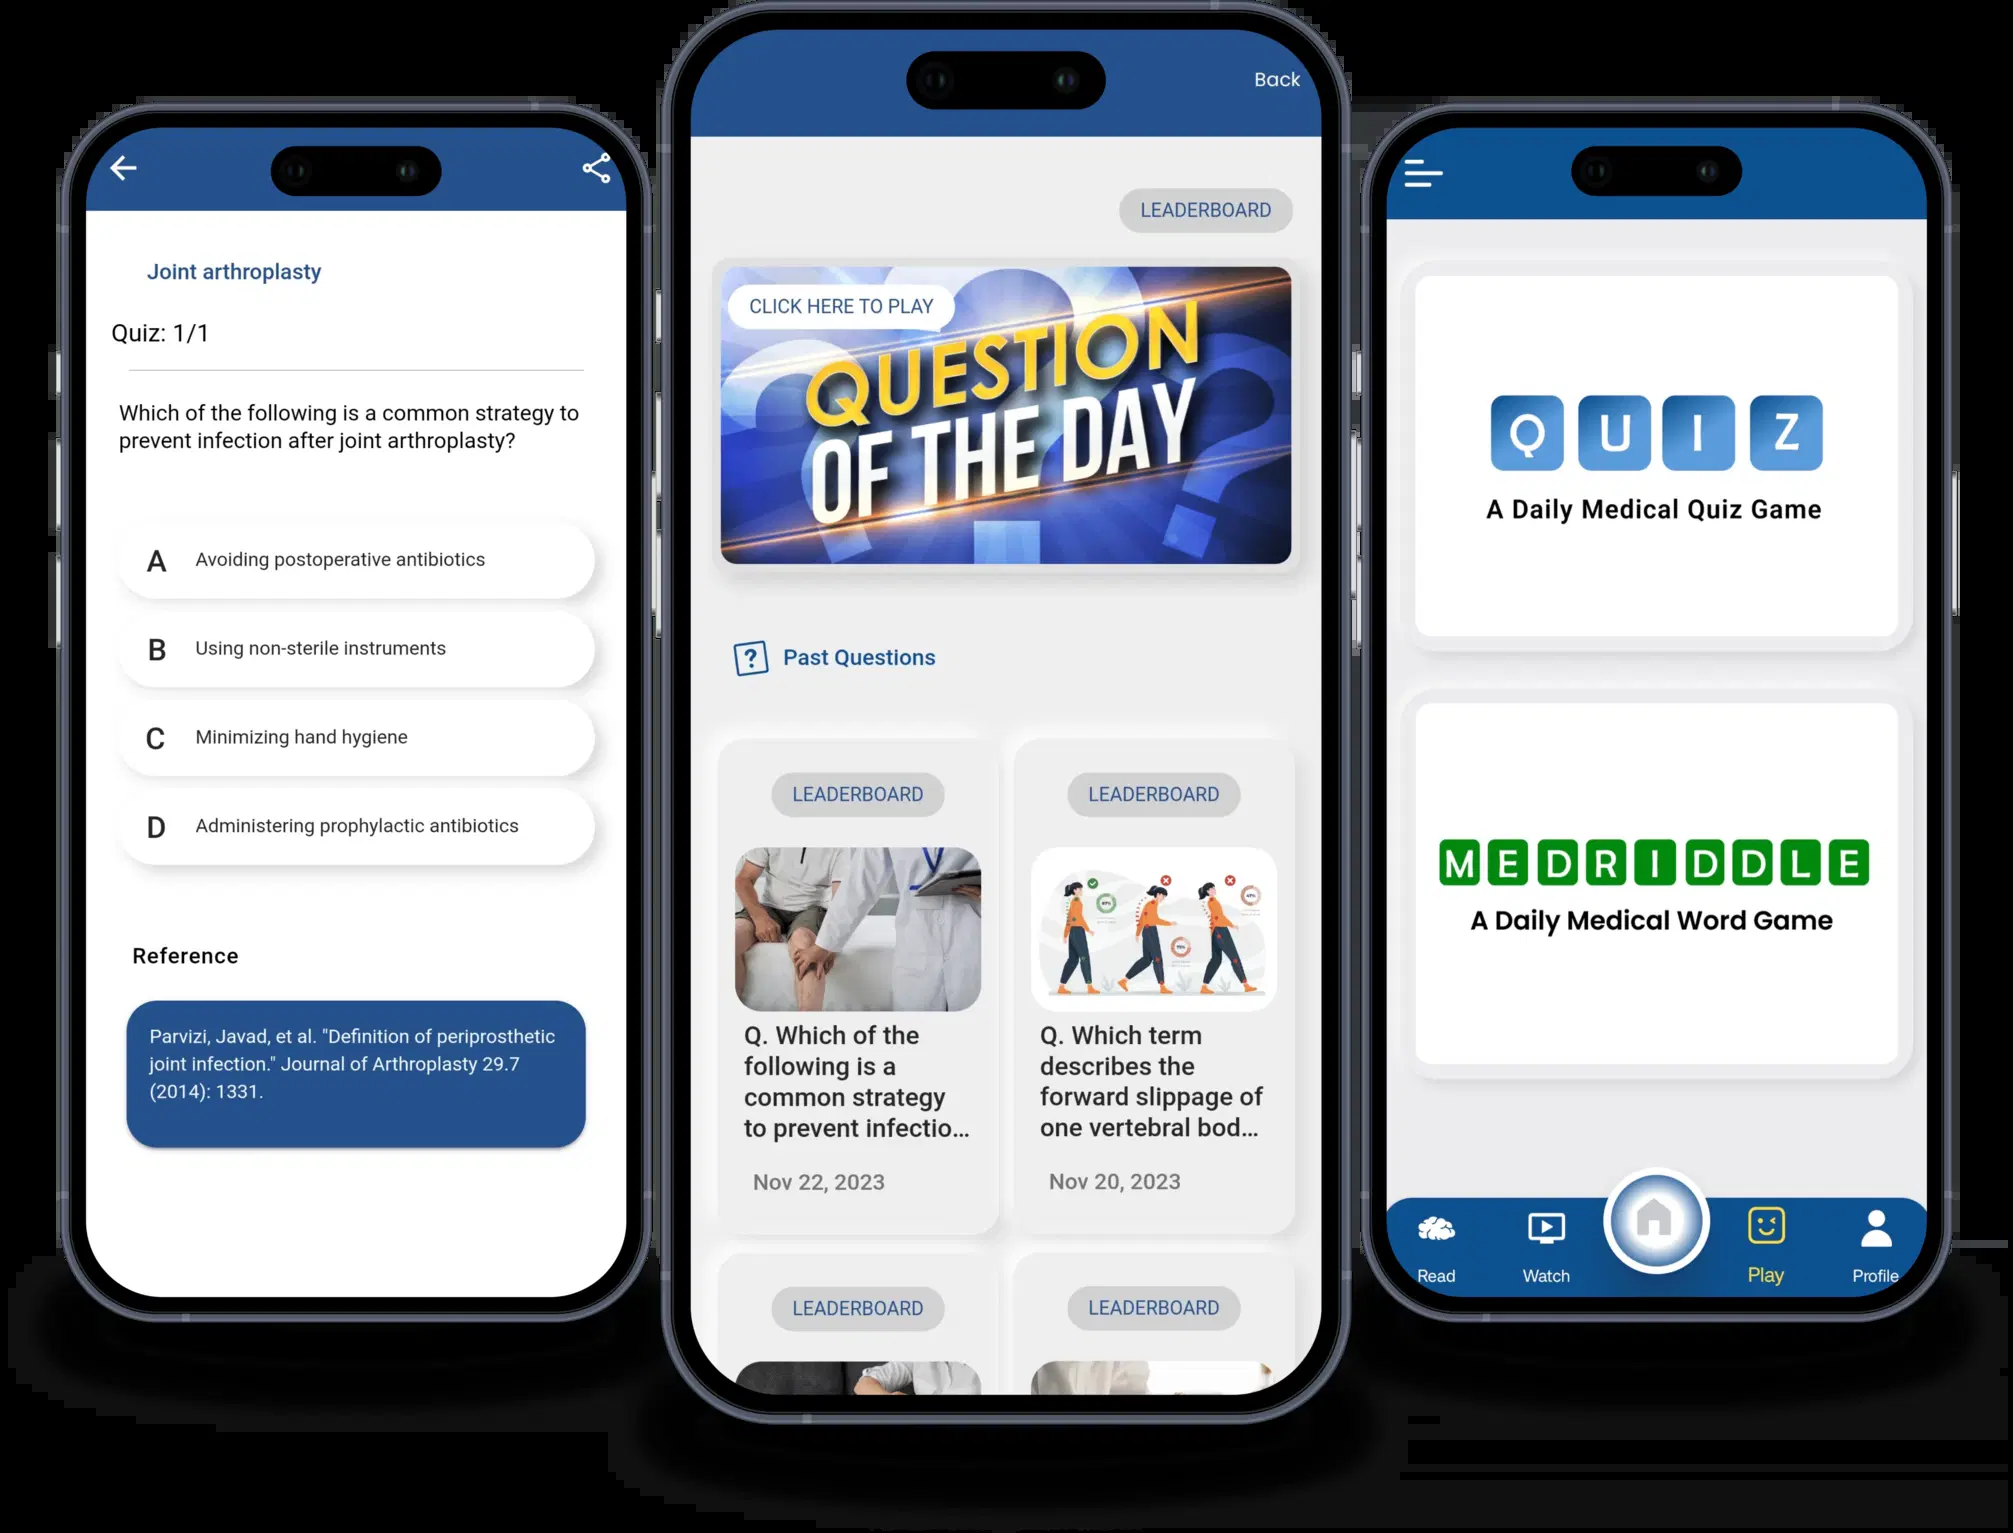 Joint arthroplasty
Quiz: 1/1
Which of the following is a common strategy to
prevent infection after joint arthroplasty?
A Avoiding postoperative antibiotics
B Using non-sterile instruments
C Minimizing hand hygiene
D Administering prophylactic antibiotics
Reference
Parvizi, Javad, et al. "Definition of periprosthetic
joint infection." Journal of Arthroplasty 29.7
(2014): 1331.
Back
LEADERBOARD
CLICK HERE TO PLAY
QUESTION
OF THE DAY
Past Questions
LEADERBOARD
Q. Which of the
following is a
common strategy
to prevent infectio...
Nov 22, 2023
LEADERBOARD
Q. Which term
describes the
forward slippage of
one vertebral bod...
Nov 20, 2023
LEADERBOARD
LEADERBOARD
QUIZ
A Daily Medical Quiz Game
MEDRIDDLE
A Daily Medical Word Game
Read
Watch
Play
Profile